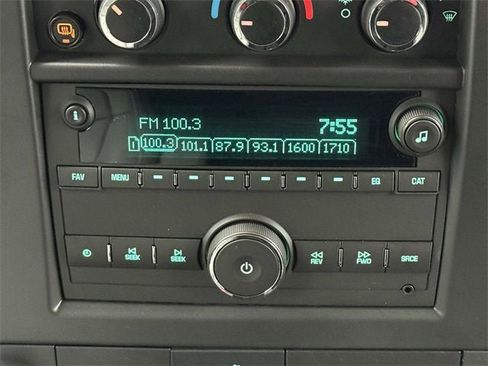 FM 100.3 7:55
1 100.3 101.1 87.9 93.1 1600 1710
FAV MENU EQ CAT
SEEK SEEK REV FWD SRCE